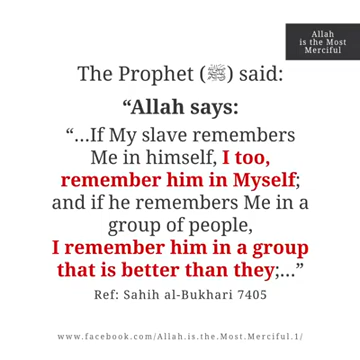 Allah
is the Most
Merciful
The Prophet (ﷺ) said:
“Allah says:
“...If My slave remembers
Me in himself, I too,
remember him in Myself;
and if he remembers Me in a
group of people,
I remember him in a group
that is better than they;...”
Ref: Sahih al-Bukhari 7405
www.facebook.com/Allah.is.the.Most.Merciful.1/